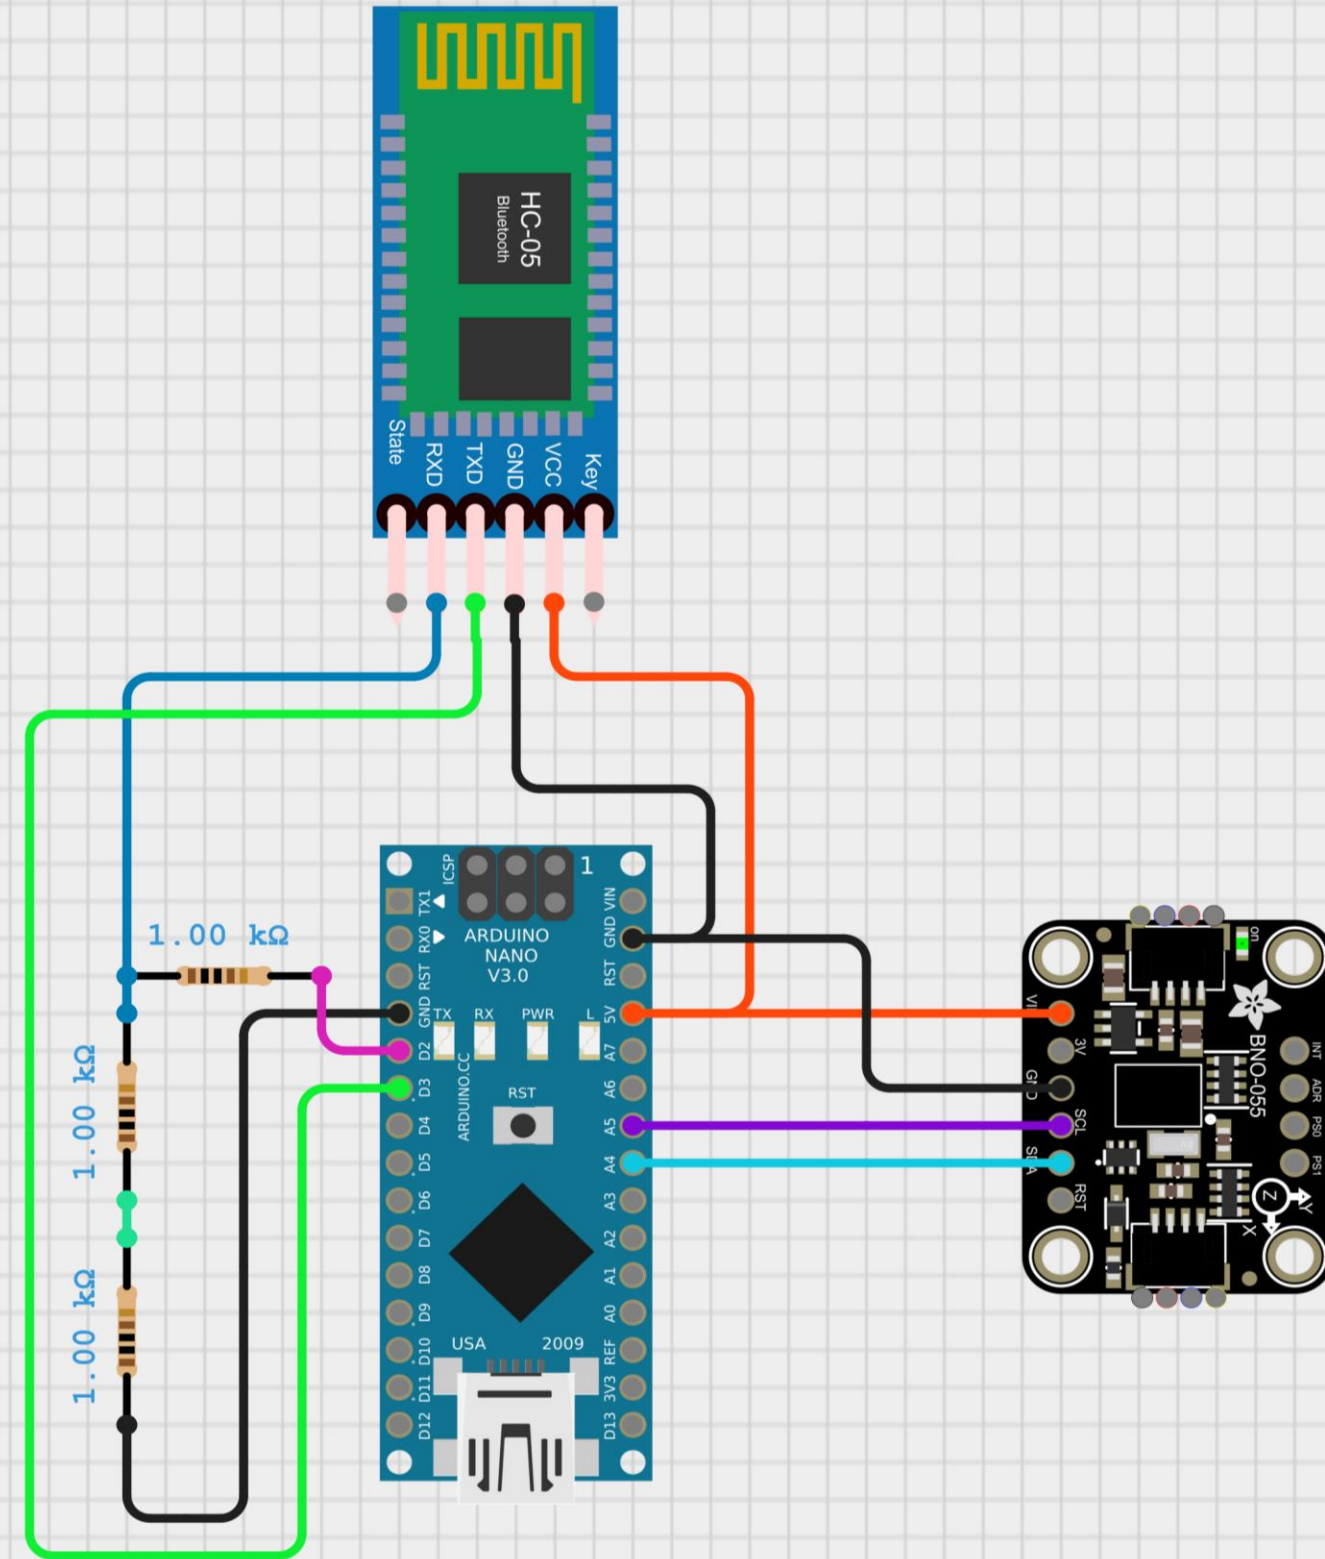 HC-05
Bluetooth
State
RXD
TXD
GND
VCC
Key
1.00 kΩ
1.00 kΩ
1.00 kΩ
ICSP
1
ARDUINO
NANO
V3.0
TX1
RX0
RST
GND
D2
D3
D4
D5
D6
D7
D8
D9
D10
D11
D12
VIN
GND
RST
5V
A7
A6
A5
A4
A3
A2
A1
A0
REF
3V3
D13
TX
RX
PWR
L
RST
ARDUINO.CC
USA
2009
on
3V
SCL
RST
BNO-055
INT
ADR
PS0
PS1
Z
Y
X